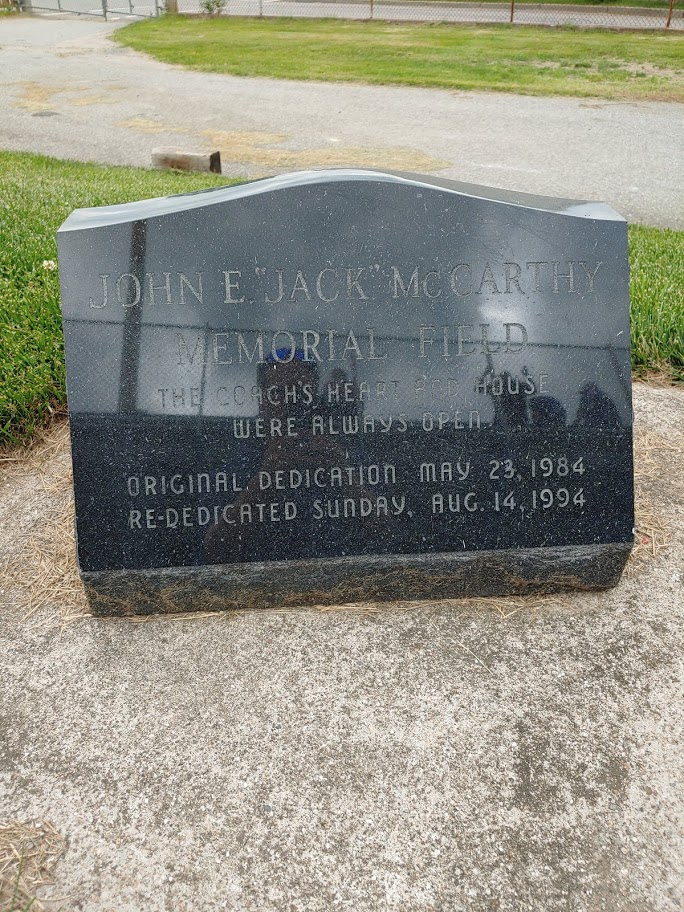 JOHN E. "JACK" McCARTHY
MEMORIAL FIELD
THE COACH'S HEART AND HOUSE
WERE ALWAYS OPEN
ORIGINAL DEDICATION MAY 23, 1984
RE-DEDICATED SUNDAY, AUG. 14, 1994